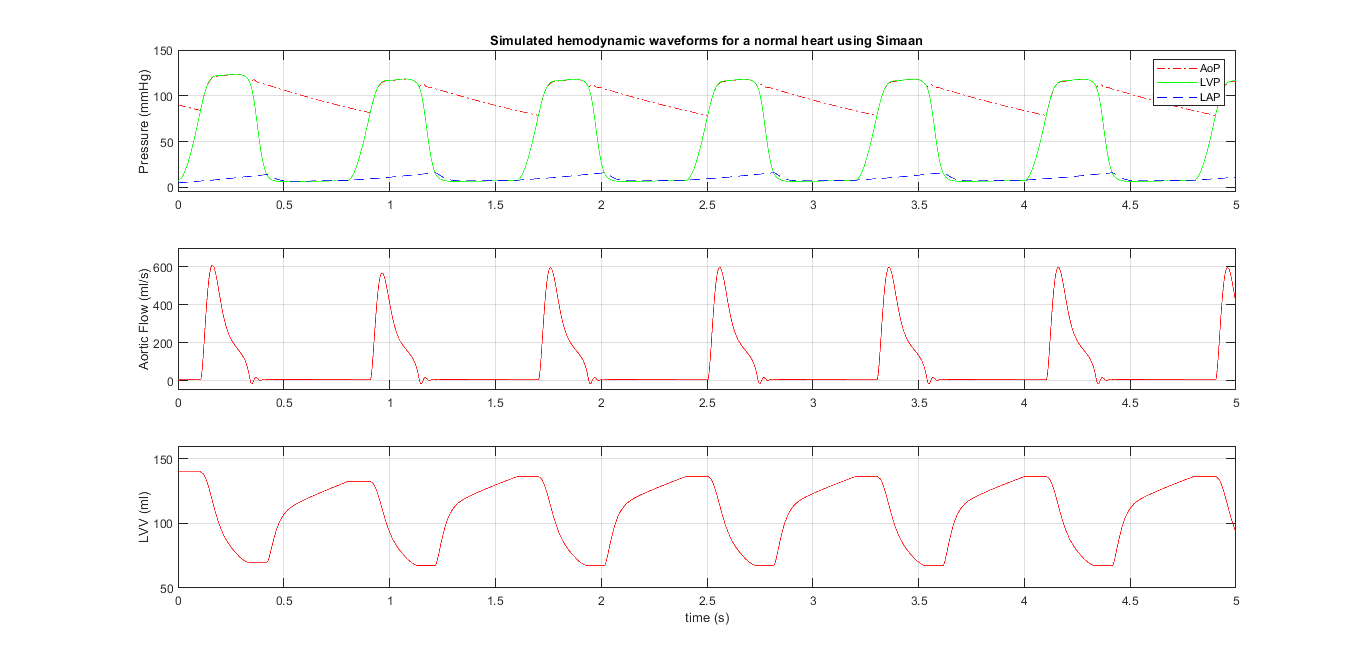 Simulated hemodynamic waveforms for a normal heart using Simaan
150
100
50
0
Pressure (mmHg)
AoP
LVP
LAP
0 0.5 1 1.5 2 2.5 3 3.5 4 4.5 5
600
400
200
0
Aortic Flow (ml/s)
0 0.5 1 1.5 2 2.5 3 3.5 4 4.5 5
150
100
50
LVV (ml)
0 0.5 1 1.5 2 2.5 3 3.5 4 4.5 5
time (s)